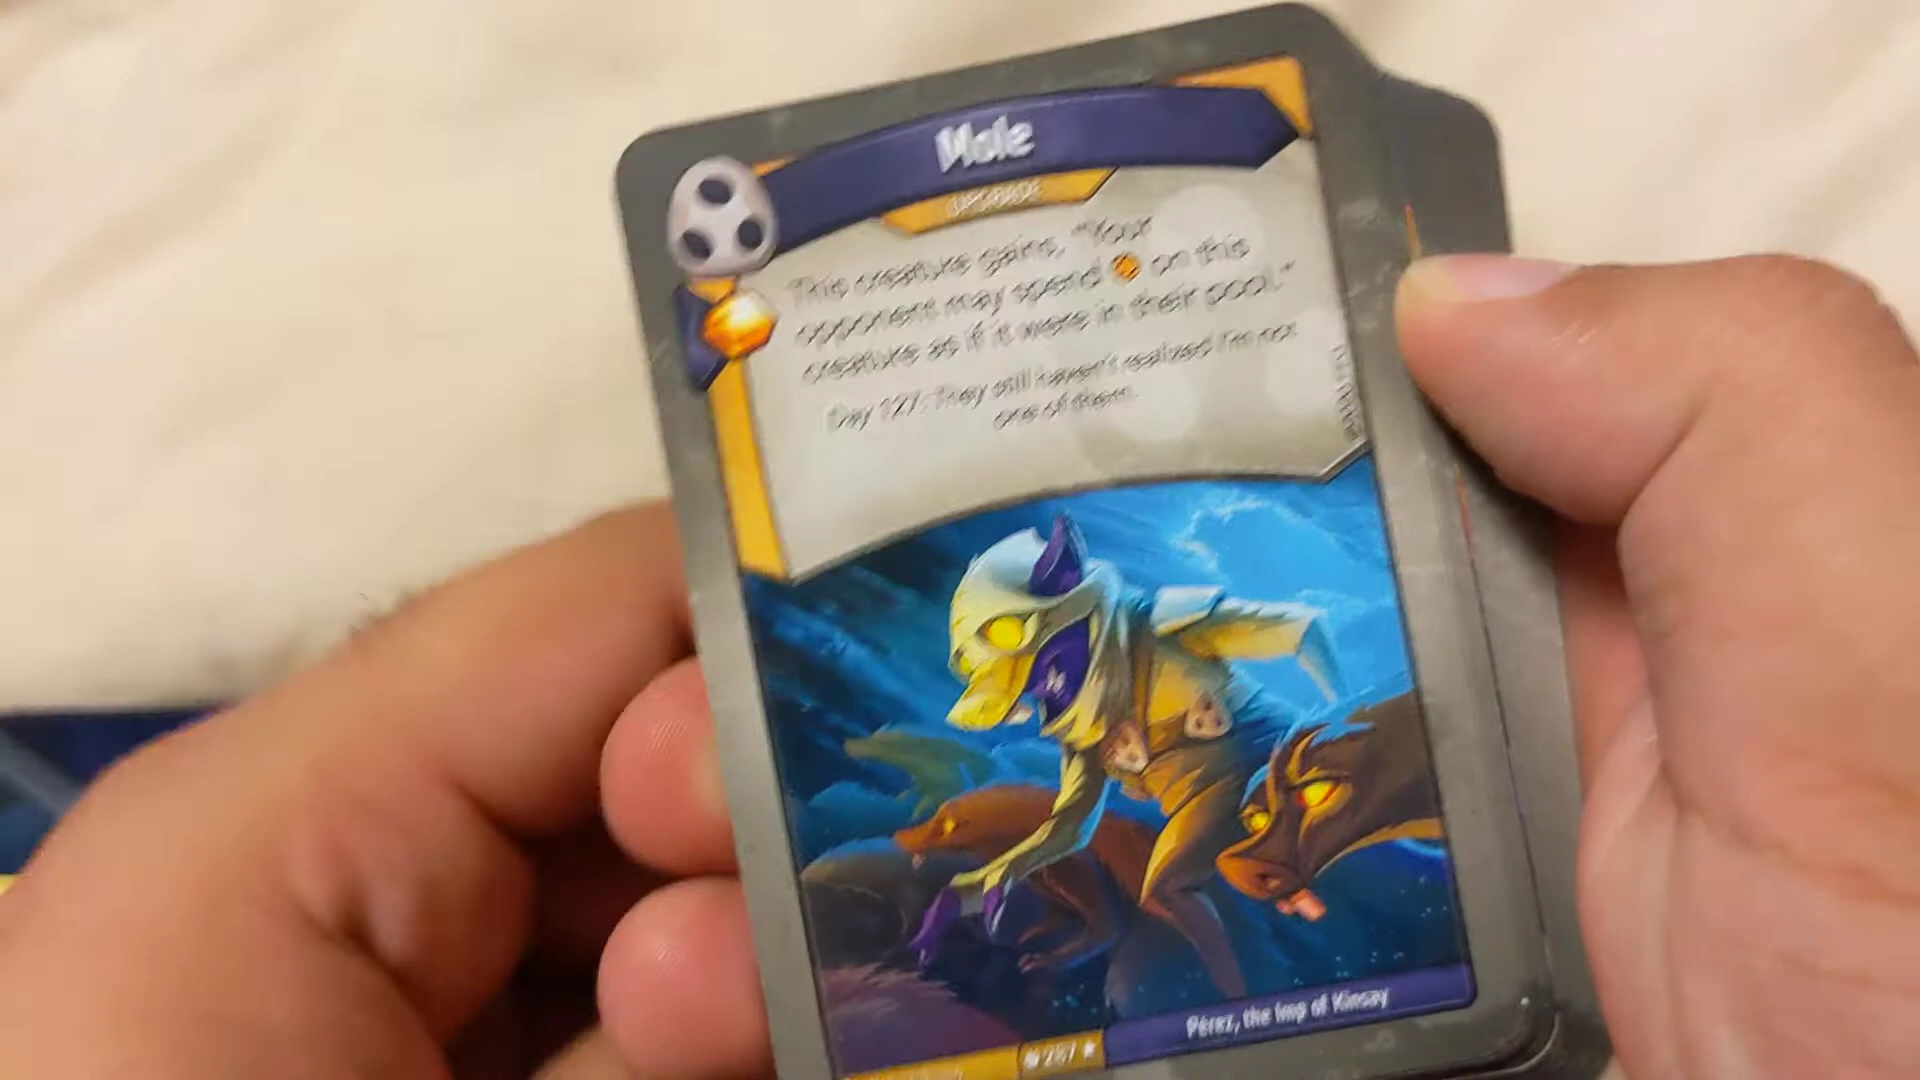 Mole
UPGRADE
This creature gains, "Your
opponent may spend on this
creature as if it were in their pool."
Day 127: They still haven't realized I'm not
one of them.
Pérez, the Imp of Kinsay
287